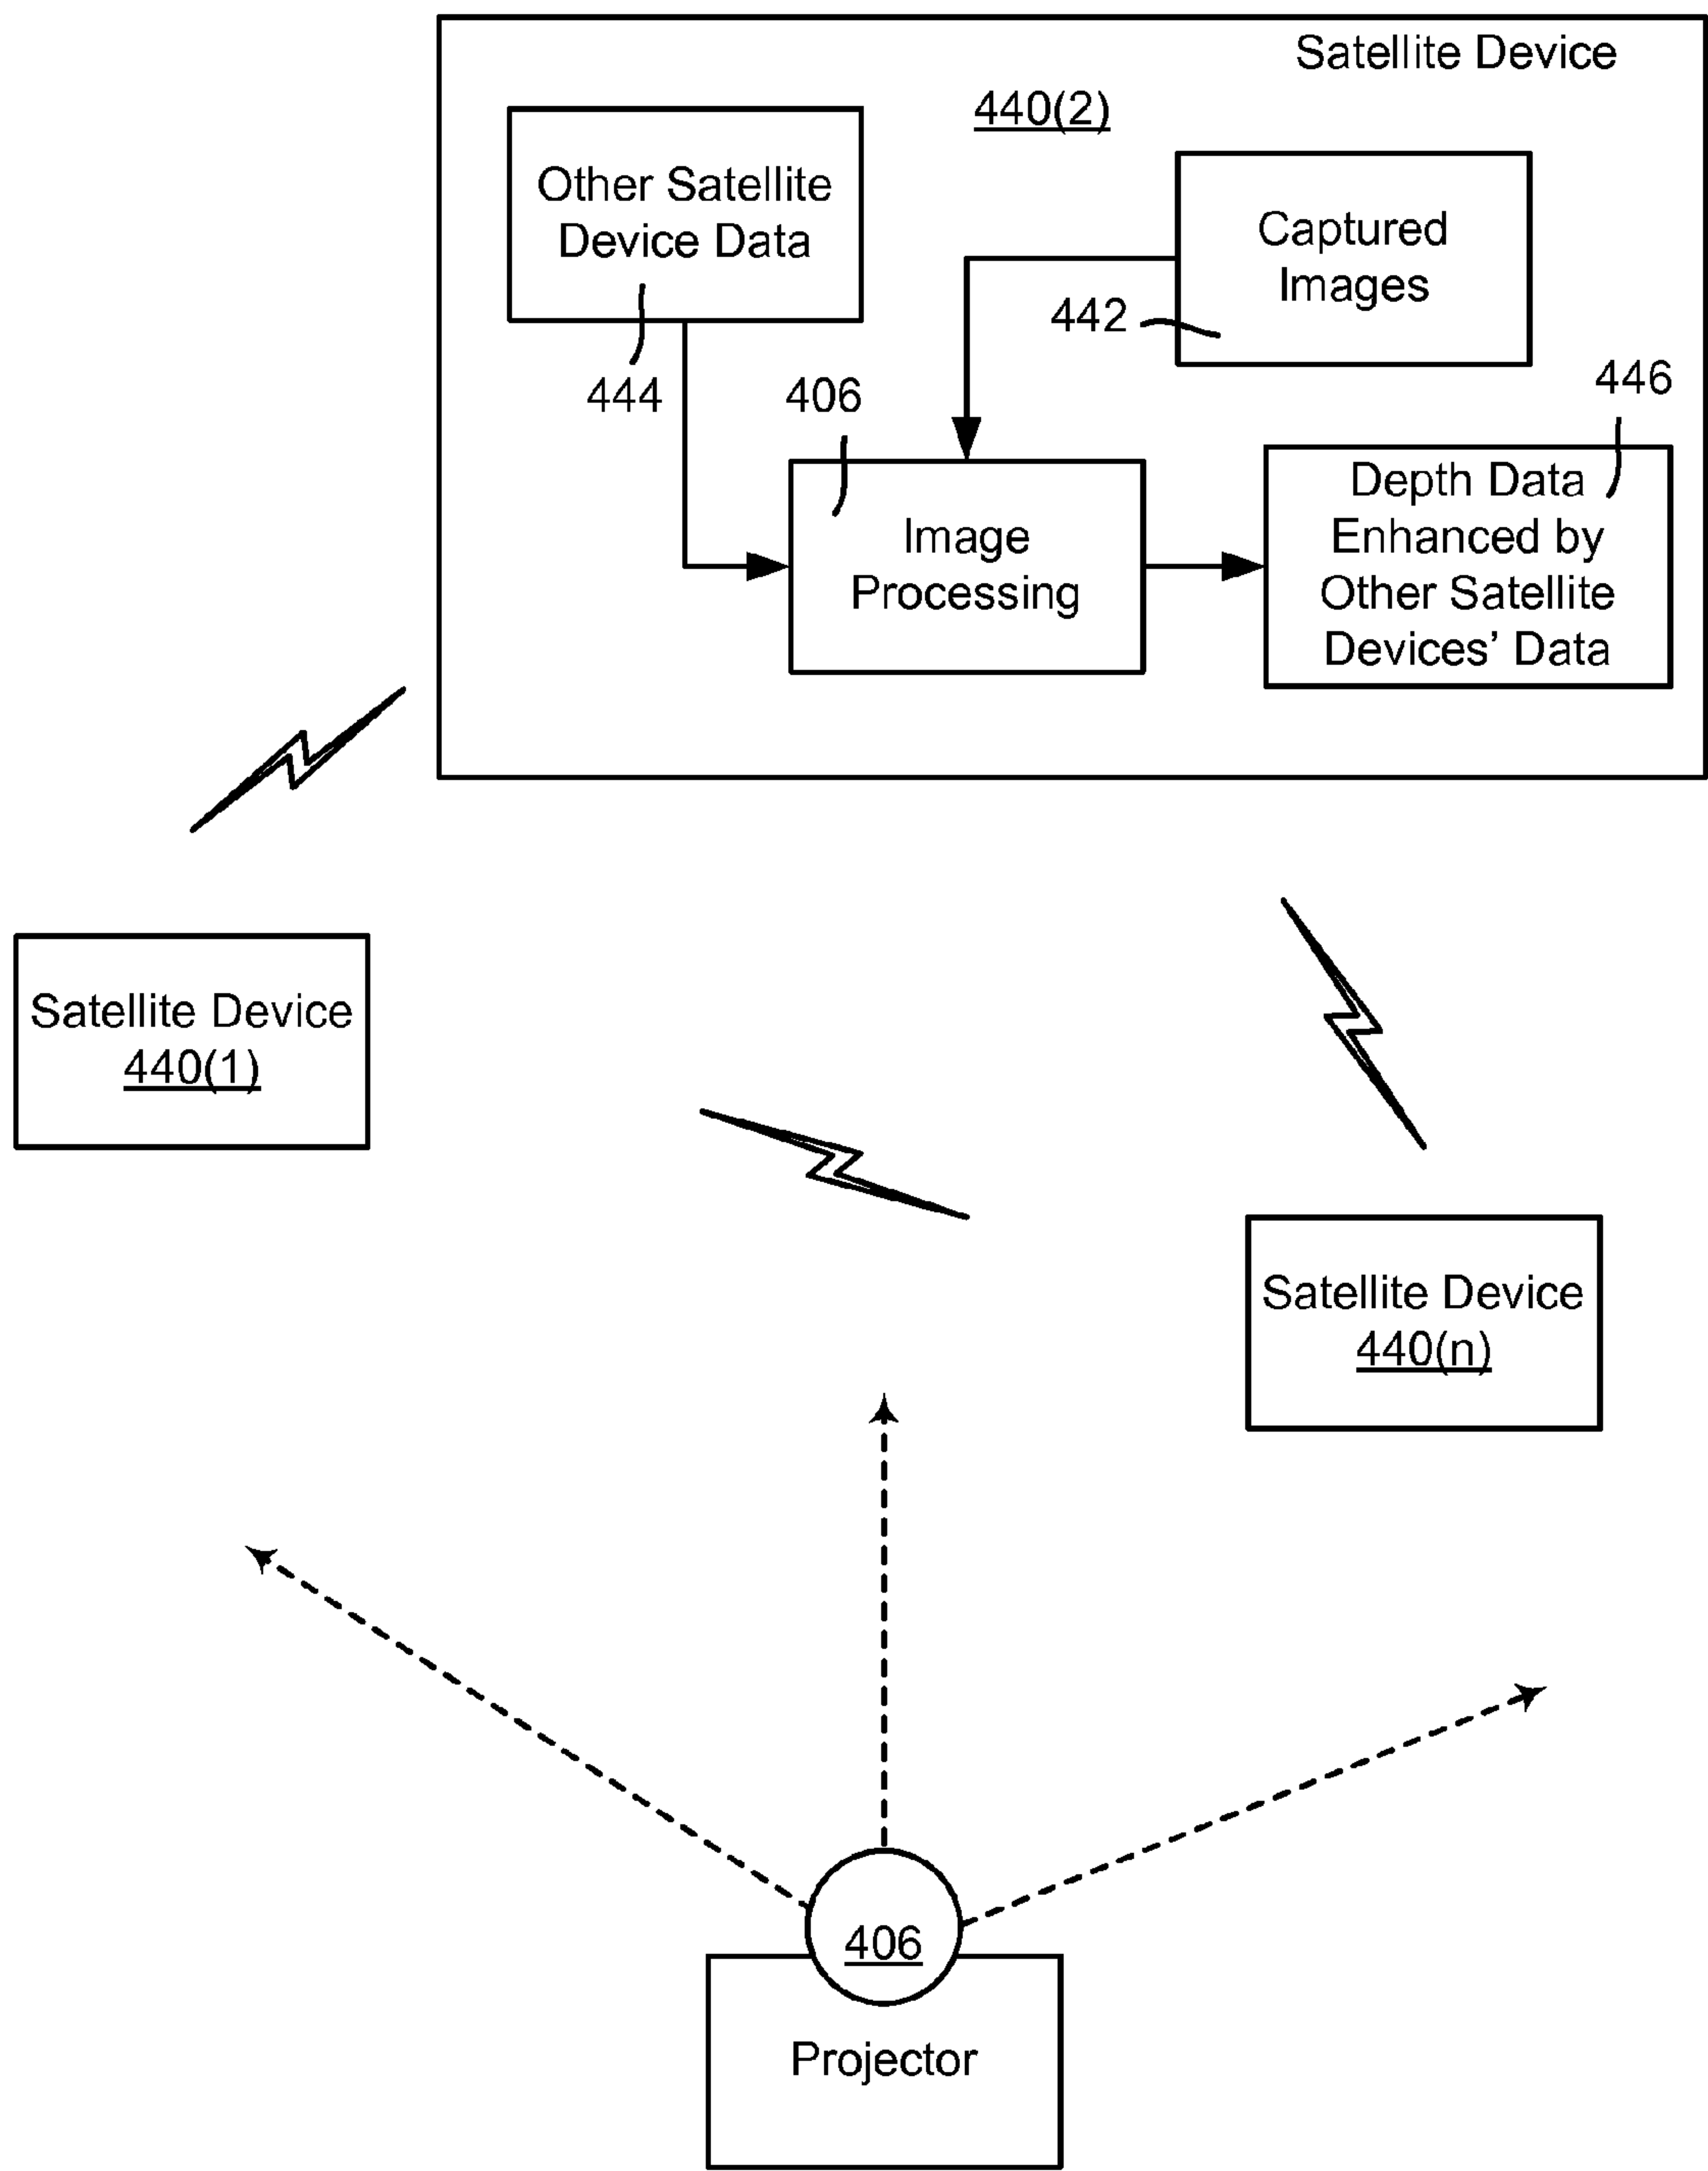 Satellite Device
440(2)
Other Satellite
Device Data
444
Captured
Images
442
406
Image
Processing
446
Depth Data
Enhanced by
Other Satellite
Devices’ Data
Satellite Device
440(1)
Satellite Device
440(n)
406
Projector